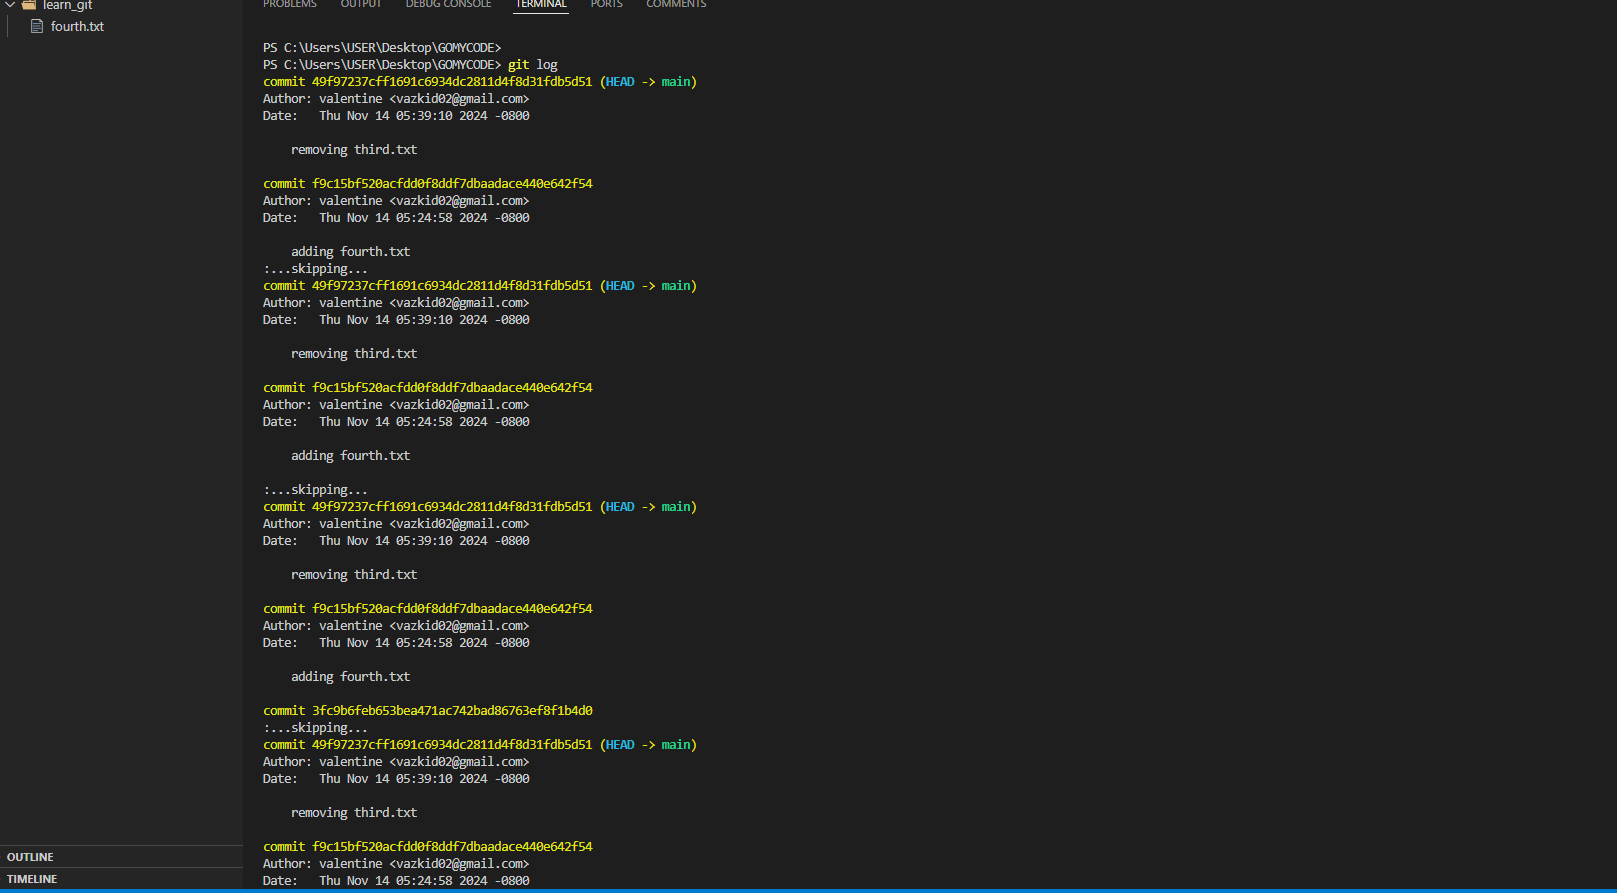 learn_git
fourth.txt
PROBLEMS OUTPUT DEBUG CONSOLE TERMINAL PORTS COMMENTS
PS C:\Users\USER\Desktop\GOMYCODE>
PS C:\Users\USER\Desktop\GOMYCODE> git log
commit 49f97237cff1691c6934dc2811d4f8d31fdb5d51 (HEAD -> main)
Author: valentine <vazkid02@gmail.com>
Date:   Thu Nov 14 05:39:10 2024 -0800
removing third.txt
commit f9c15bf520acfdd0f8ddf7dbaadace440e642f54
Author: valentine <vazkid02@gmail.com>
Date:   Thu Nov 14 05:24:58 2024 -0800
adding fourth.txt
:...skipping...
commit 49f97237cff1691c6934dc2811d4f8d31fdb5d51 (HEAD -> main)
Author: valentine <vazkid02@gmail.com>
Date:   Thu Nov 14 05:39:10 2024 -0800
removing third.txt
commit f9c15bf520acfdd0f8ddf7dbaadace440e642f54
Author: valentine <vazkid02@gmail.com>
Date:   Thu Nov 14 05:24:58 2024 -0800
adding fourth.txt
:...skipping...
commit 49f97237cff1691c6934dc2811d4f8d31fdb5d51 (HEAD -> main)
Author: valentine <vazkid02@gmail.com>
Date:   Thu Nov 14 05:39:10 2024 -0800
removing third.txt
commit f9c15bf520acfdd0f8ddf7dbaadace440e642f54
Author: valentine <vazkid02@gmail.com>
Date:   Thu Nov 14 05:24:58 2024 -0800
adding fourth.txt
commit 3fc9b6feb653bea471ac742bad86763ef8f1b4d0
:...skipping...
commit 49f97237cff1691c6934dc2811d4f8d31fdb5d51 (HEAD -> main)
Author: valentine <vazkid02@gmail.com>
Date:   Thu Nov 14 05:39:10 2024 -0800
removing third.txt
commit f9c15bf520acfdd0f8ddf7dbaadace440e642f54
Author: valentine <vazkid02@gmail.com>
Date:   Thu Nov 14 05:24:58 2024 -0800
OUTLINE
TIMELINE